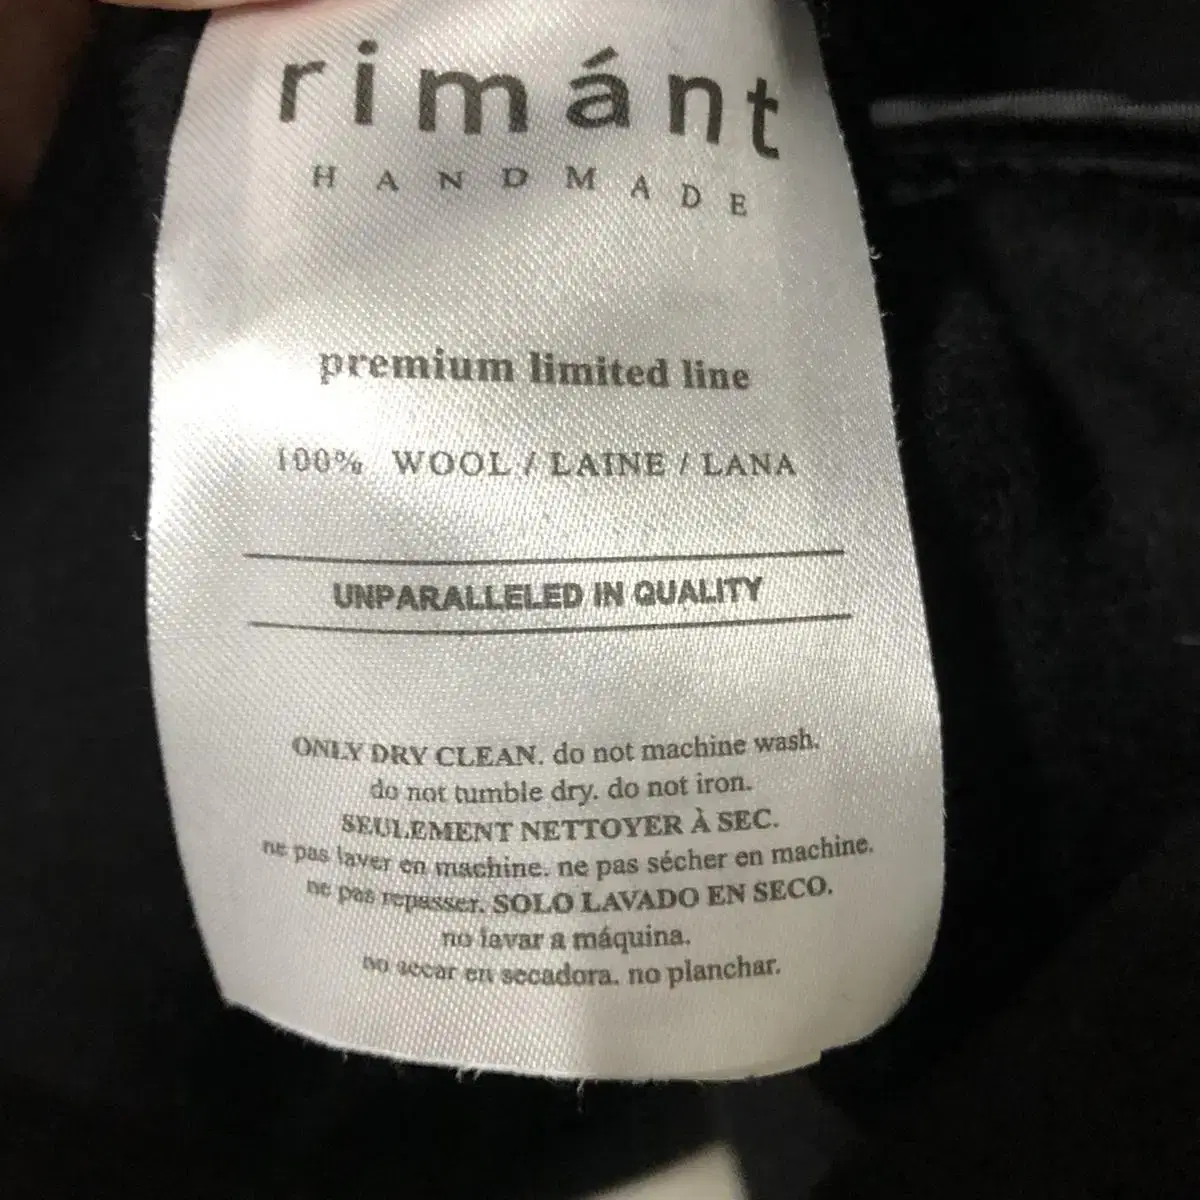 rimánt
HANDMADE
premium limited line
100% WOOL / LAINE / LANA
UNPARALLELED IN QUALITY
ONLY DRY CLEAN. do not machine wash.
do not tumble dry. do not iron.
SEULEMENT NETTOYER À SEC.
ne pas laver en machine. ne pas sécher en machine.
ne pas repasser. SOLO LAVADO EN SECO.
no lavar a máquina.
no secar en secadora. no planchar.